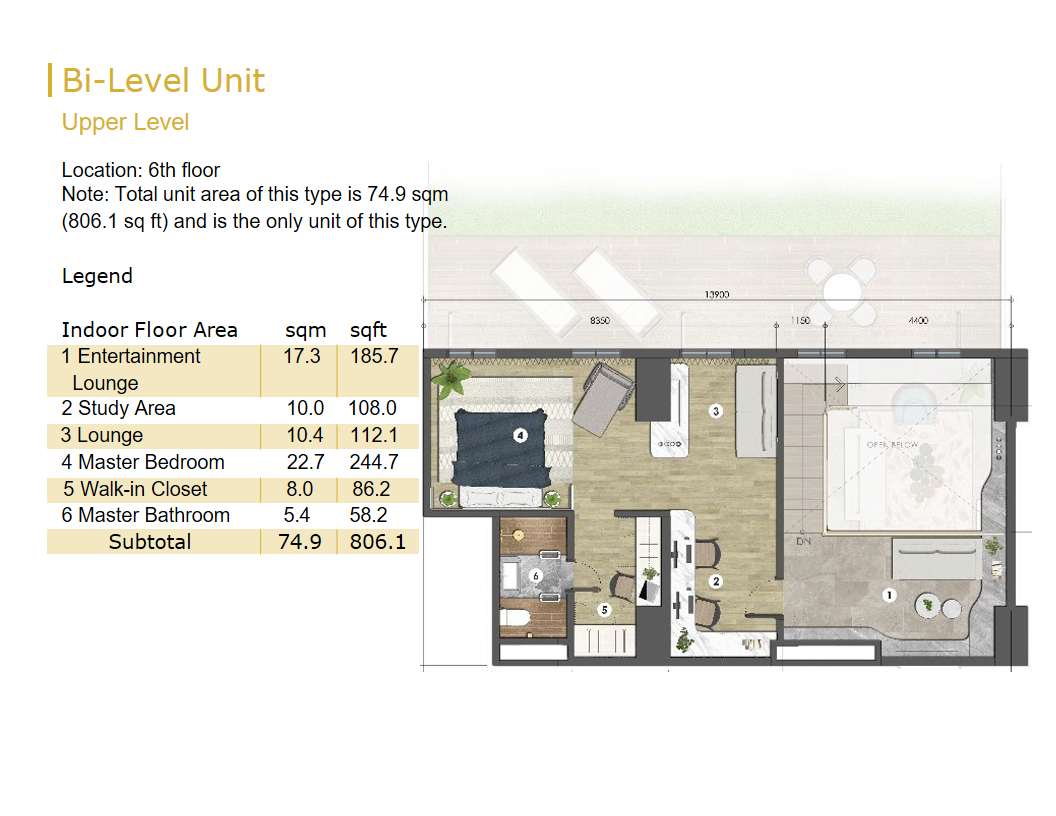 Bi-Level Unit
Upper Level
Location: 6th floor
Note: Total unit area of this type is 74.9 sqm
(806.1 sq ft) and is the only unit of this type.
Legend
Indoor Floor Area sqm sqft
1 Entertainment 17.3 185.7
Lounge
2 Study Area 10.0 108.0
3 Lounge 10.4 112.1
4 Master Bedroom 22.7 244.7
5 Walk-in Closet 8.0 86.2
6 Master Bathroom 5.4 58.2
Subtotal 74.9 806.1
13900
8350 1150 4400
3
4
OPEN BELOW
DN
6
2
1
5